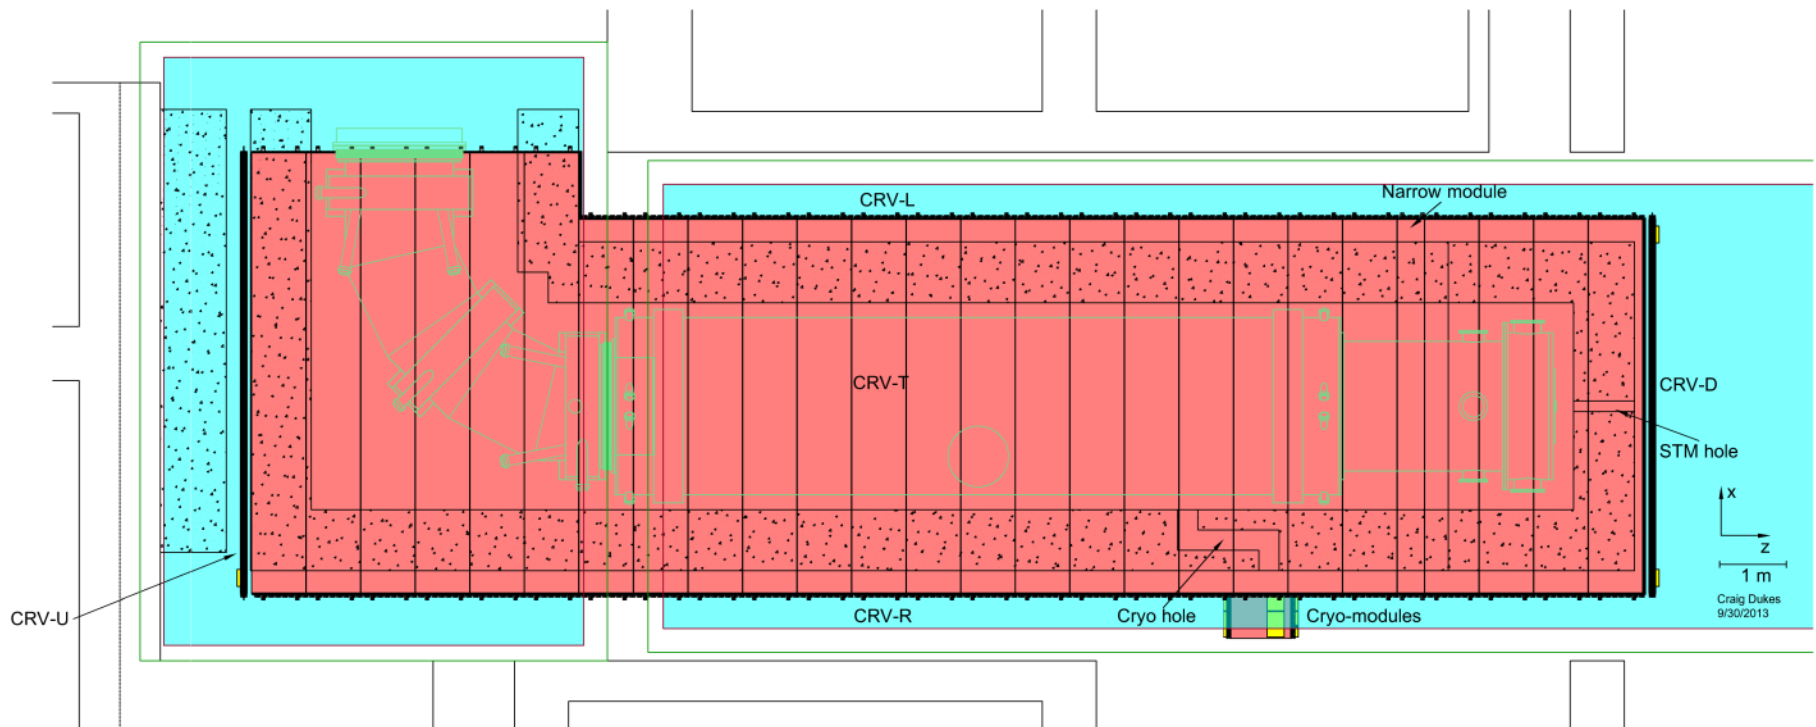 Narrow module
CRV-L
CRV-T
CRV-D
STM hole
x
z
1 m
Craig Dukes
9/30/2013
CRV-U
CRV-R
Cryo hole
Cryo-modules